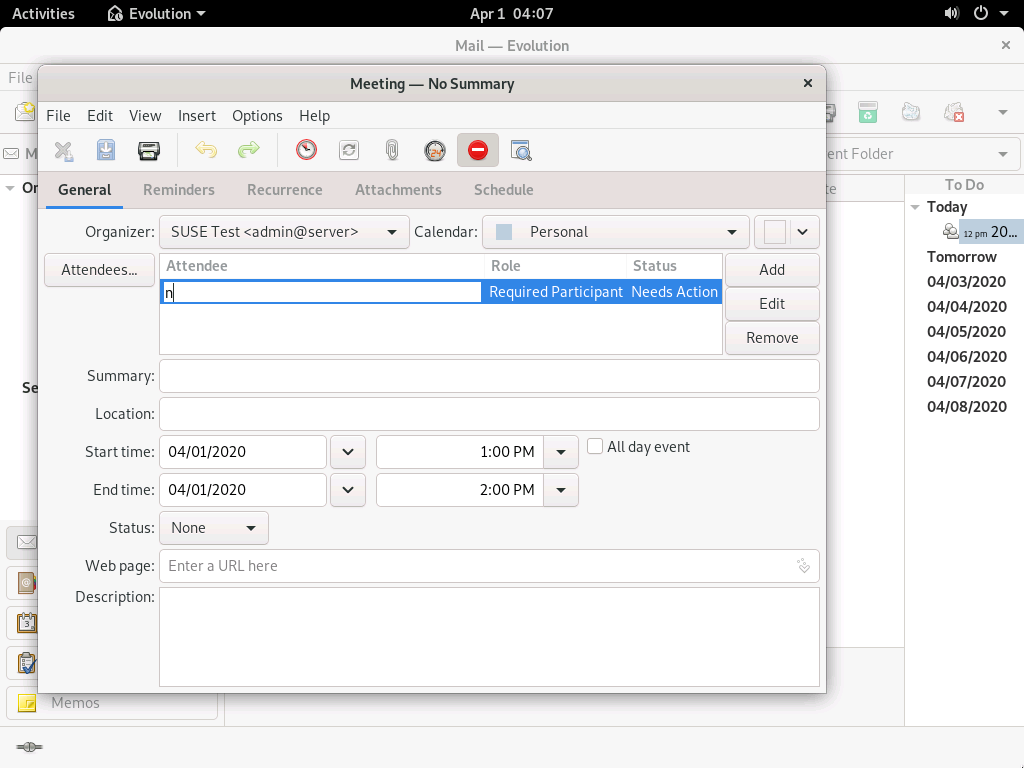 Activities Evolution Apr 1 04:07
Mail — Evolution
File
Meeting — No Summary
File Edit View Insert Options Help
ent Folder
General Reminders Recurrence Attachments Schedule
To Do
Today
12 pm 20...
Tomorrow
04/03/2020
04/04/2020
04/05/2020
04/06/2020
04/07/2020
04/08/2020
Organizer: SUSE Test <admin@server> Calendar: Personal
Attendees... Attendee Role Status Add
n Required Participant Needs Action
Edit
Remove
Summary:
Location:
Start time: 04/01/2020 1:00 PM All day event
End time: 04/01/2020 2:00 PM
Status: None
Web page: Enter a URL here
Description:
Memos